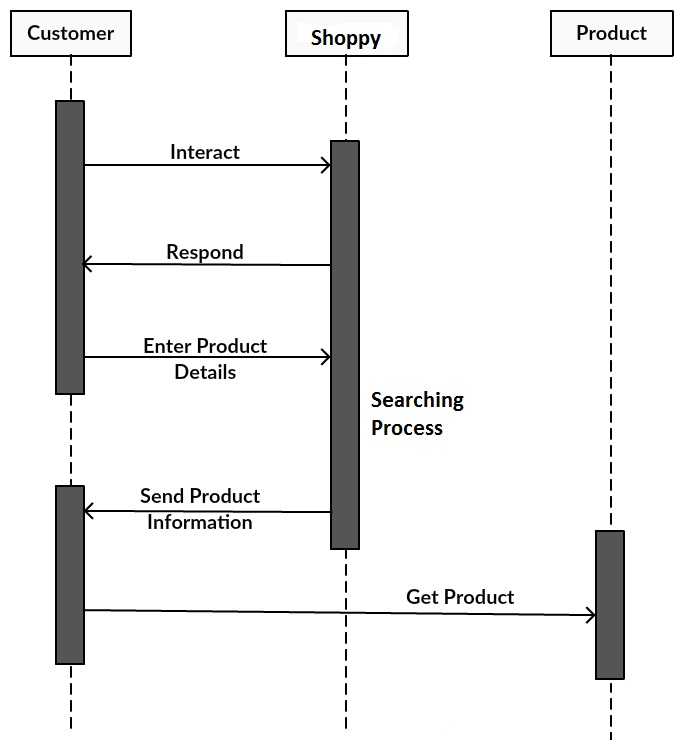 Customer
Shoppy
Product
Interact
Respond
Enter Product
Details
Searching
Process
Send Product
Information
Get Product